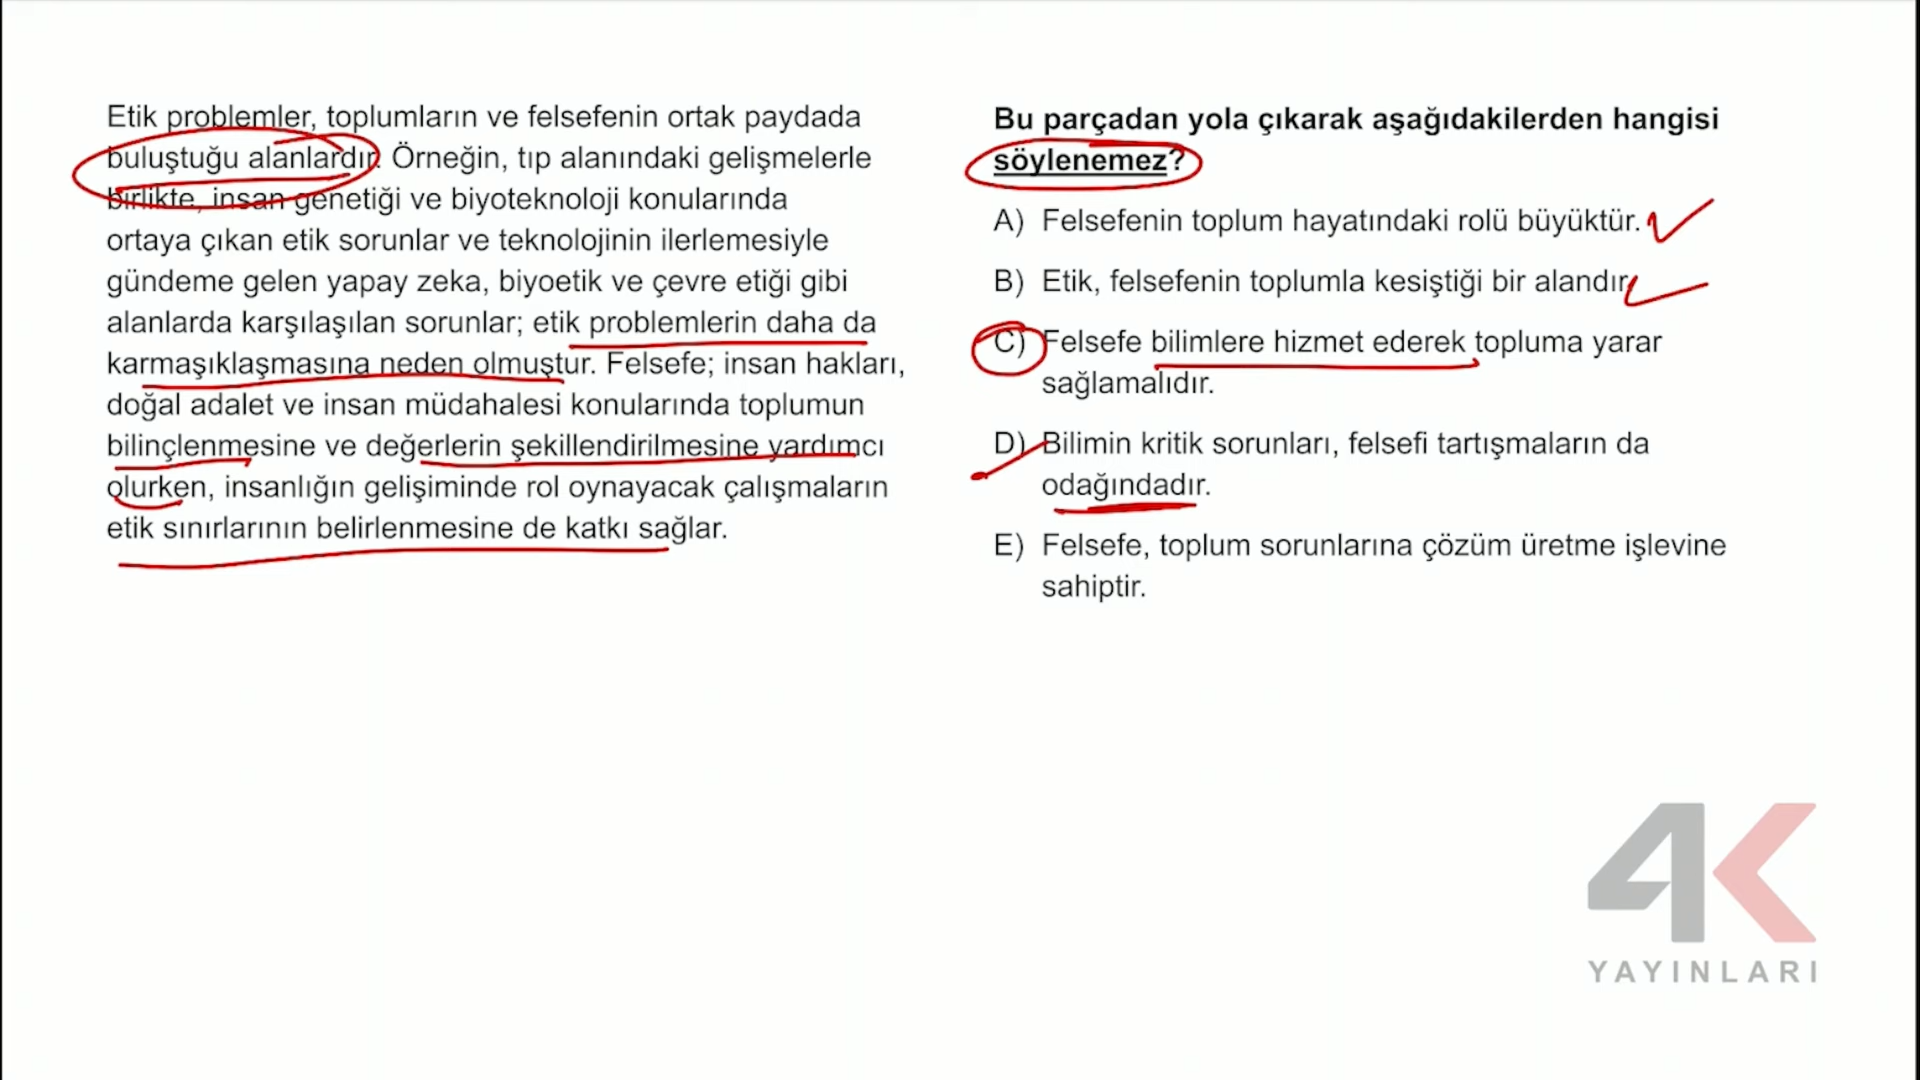 Etik problemler, toplumların ve felsefenin ortak paydada
buluştuğu alanlardır. Örneğin, tıp alanındaki gelişmelerle
birlikte, insan genetiği ve biyoteknoloji konularında
ortaya çıkan etik sorunlar ve teknolojinin ilerlemesiyle
gündeme gelen yapay zeka, biyoetik ve çevre etiği gibi
alanlarda karşılaşılan sorunlar; etik problemlerin daha da
karmaşıklaşmasına neden olmuştur. Felsefe; insan hakları,
doğal adalet ve insan müdahalesi konularında toplumun
bilinçlenmesine ve değerlerin şekillendirilmesine yardımcı
olurken, insanlığın gelişiminde rol oynayacak çalışmaların
etik sınırlarının belirlenmesine de katkı sağlar.
Bu parçadan yola çıkarak aşağıdakilerden hangisi
söylenemez?
A) Felsefenin toplum hayatındaki rolü büyüktür.
B) Etik, felsefenin toplumla kesiştiği bir alandır.
C) Felsefe bilimlere hizmet ederek topluma yarar
sağlamalıdır.
D) Bilimin kritik sorunları, felsefi tartışmaların da
odağındadır.
E) Felsefe, toplum sorunlarına çözüm üretme işlevine
sahiptir.
4K
YAYINLARI